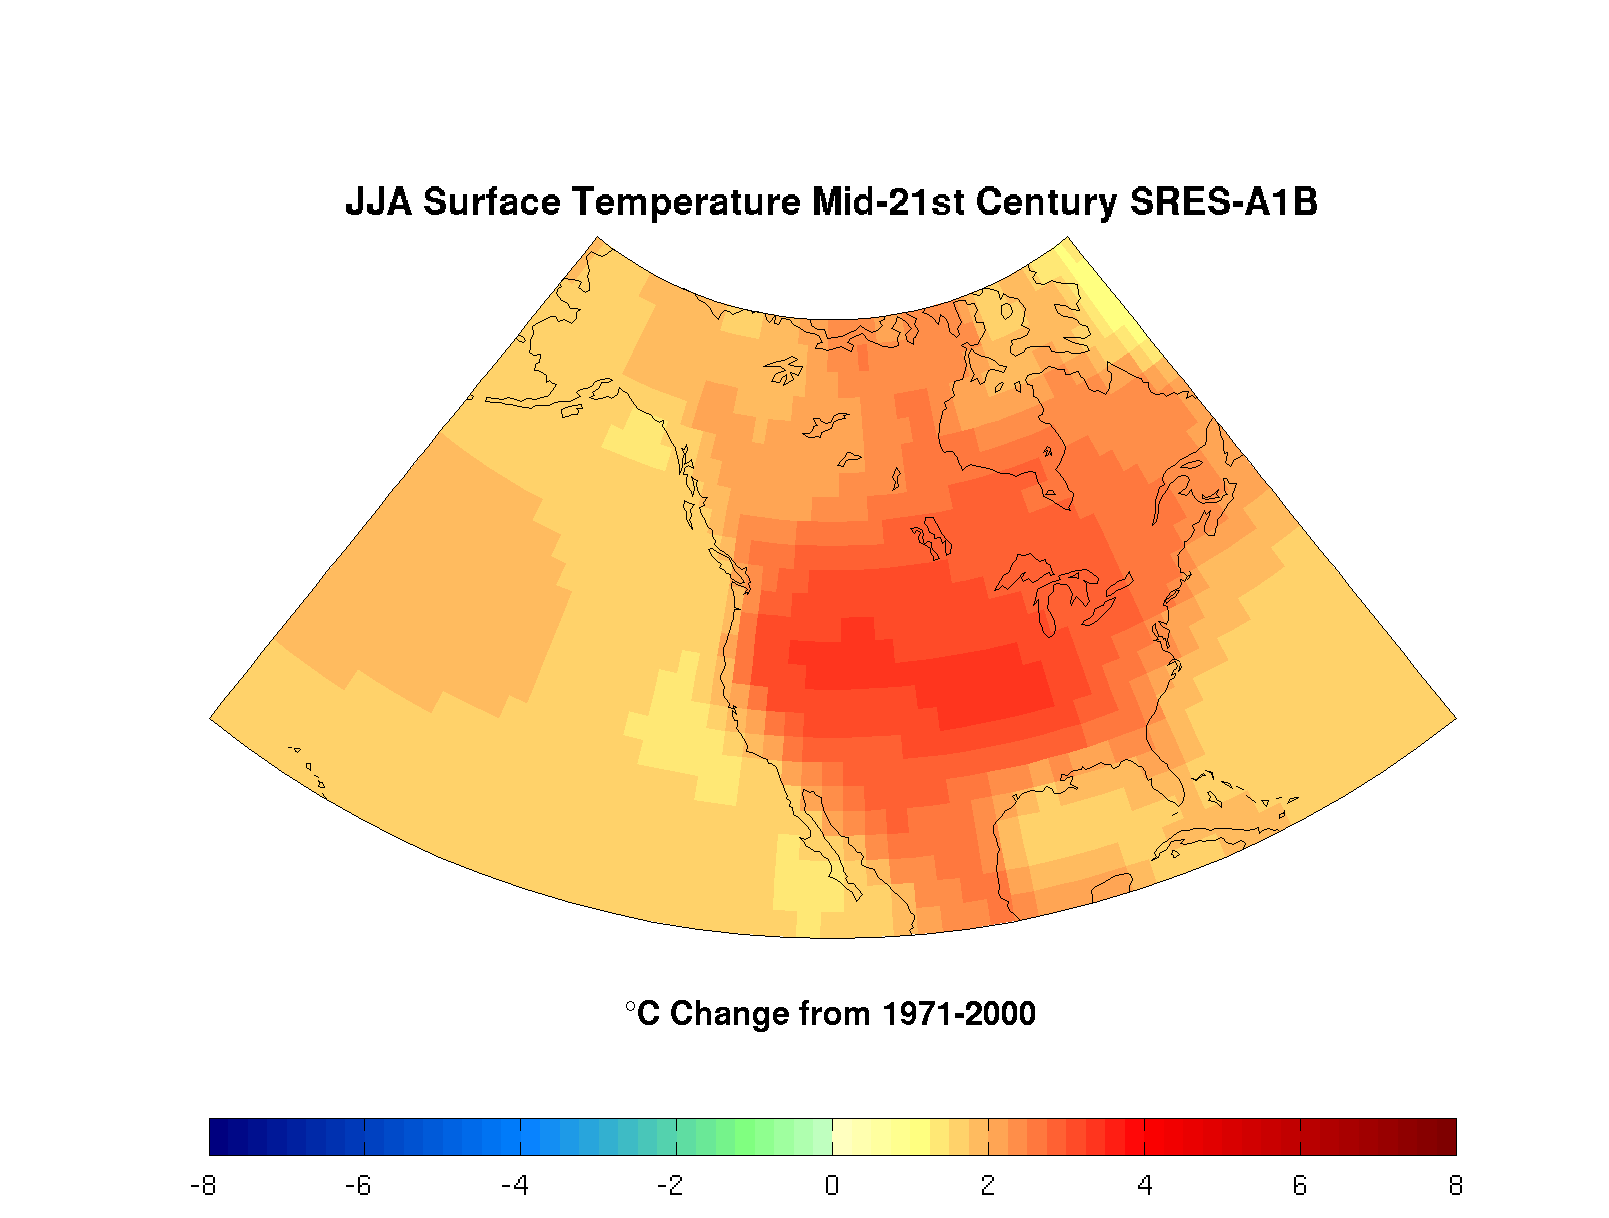 JJA Surface Temperature Mid-21st Century SRES-A1B
°C Change from 1971-2000
-8 -6 -4 -2 0 2 4 6 8